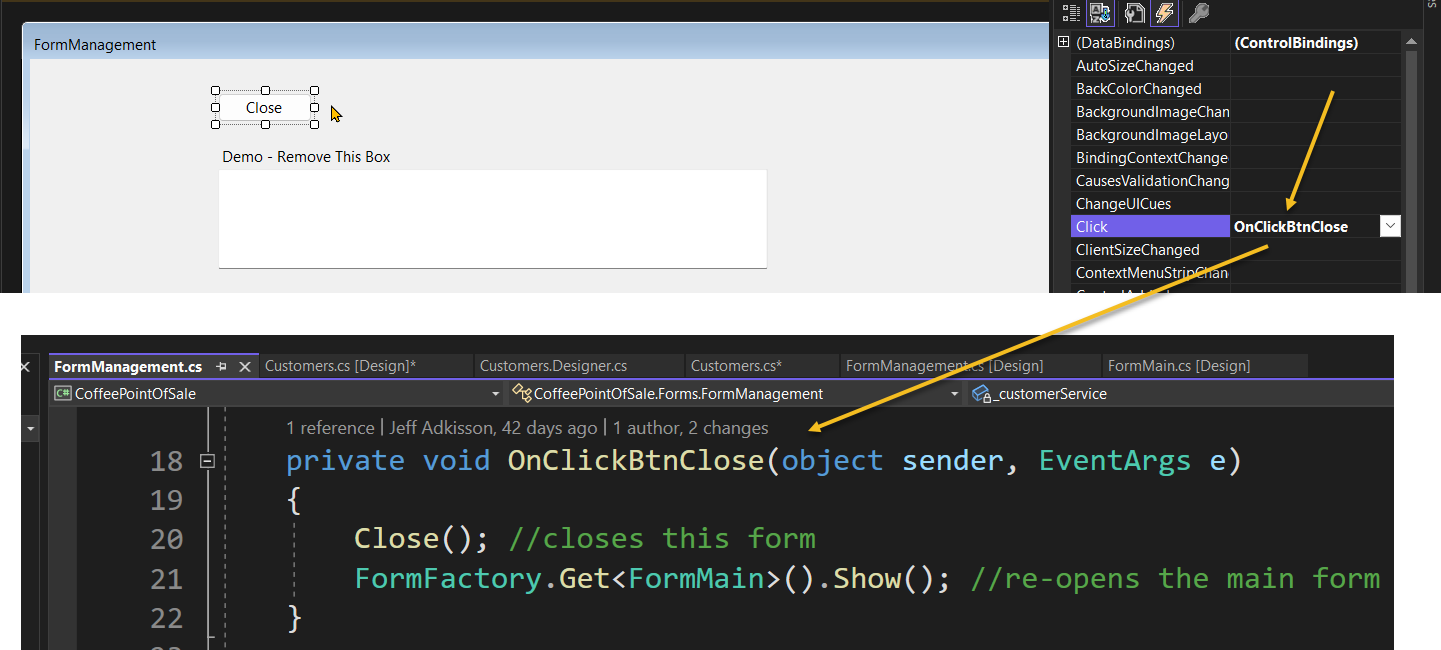 FormManagement
Close
Demo - Remove This Box
(DataBindings) (ControlBindings)
AutoSizeChanged
BackColorChanged
BackgroundImageChan
BackgroundImageLayo
BindingContextChange
CausesValidationChang
ChangeUICues
Click OnClickBtnClose
ClientSizeChanged
ContextMenuStripChan
FormManagement.cs Customers.cs [Design]* Customers.Designer.cs Customers.cs* FormManagement.cs [Design] FormMain.cs [Design]
C# CoffeePointOfSale CoffeePointOfSale.Forms.FormManagement _customerService
1 reference | Jeff Adkisson, 42 days ago | 1 author, 2 changes
18 private void OnClickBtnClose(object sender, EventArgs e)
19 {
20 Close(); //closes this form
21 FormFactory.Get<FormMain>().Show(); //re-opens the main form
22 }